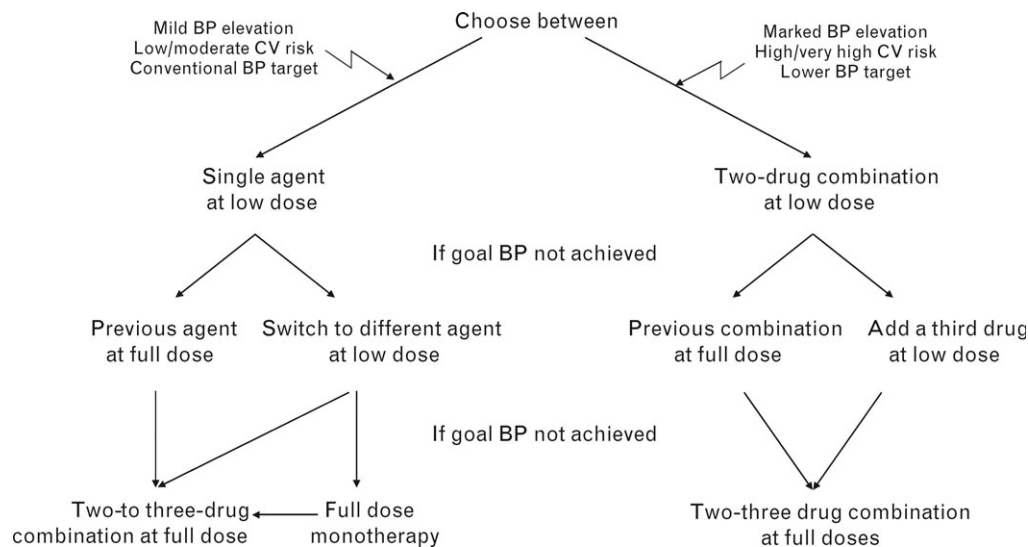 Choose between
Mild BP elevation
Low/moderate CV risk
Conventional BP target
Marked BP elevation
High/very high CV risk
Lower BP target
Single agent
at low dose
Two-drug combination
at low dose
If goal BP not achieved
Previous agent
at full dose
Switch to different agent
at low dose
Previous combination
at full dose
Add a third drug
at low dose
If goal BP not achieved
Two-to three-drug
combination at full dose
Full dose
monotherapy
Two-three drug combination
at full doses